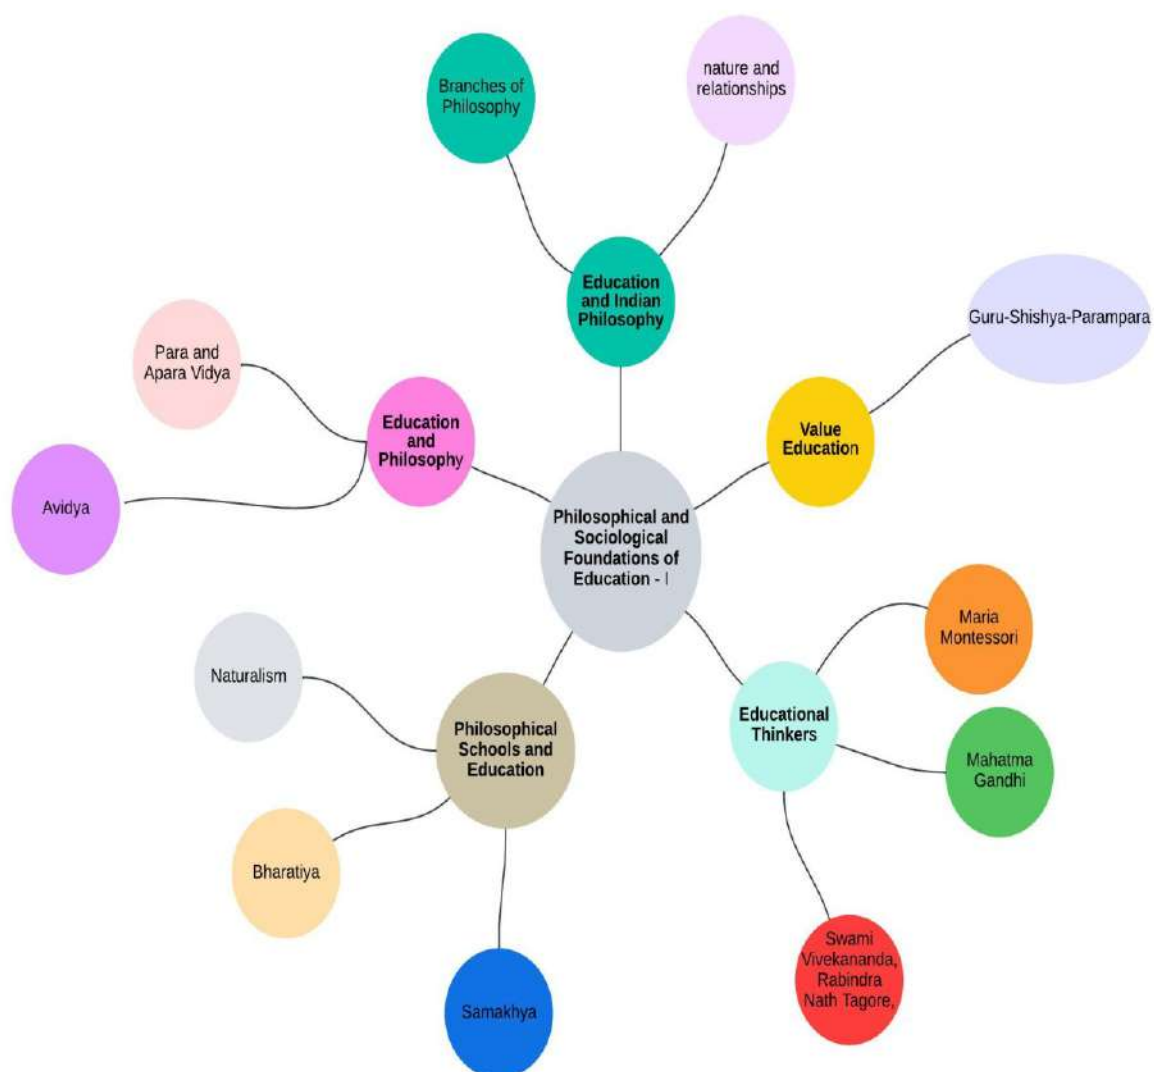 Branches of
Philosophy
nature and
relationships
Education
and Indian
Philosophy
Guru-Shishya-Parampara
Para and
Apara Vidya
Education
and
Philosophy
Value
Education
Avidya
Philosophical and
Sociological
Foundations of
Education - I
Maria
Montessori
Naturalism
Philosophical
Schools and
Education
Educational
Thinkers
Mahatma
Gandhi
Bharatiya
Swami
Vivekananda,
Rabindra
Nath Tagore,
Samakhya